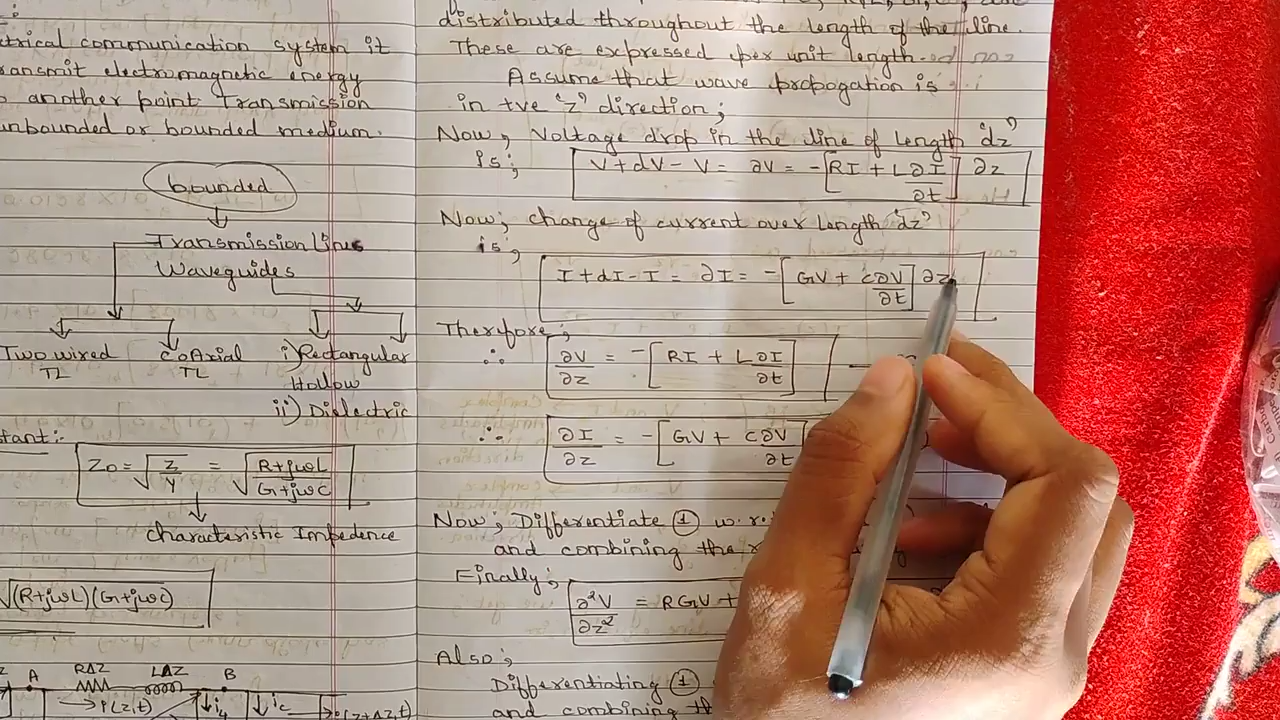 ctrical communication system it
ransmit electromagnetic energy
another point Transmission
unbounded or bounded medium.
bounded
Transmission Lines
Waveguides
Two wired
TL
CoAxial
TL
i) Rectangular
Hollow
ii) Dielectric
stant:-
Z₀ = √(Z/Y) = √((R+jωL)/(G+jωC))
characteristic Impedence
√(R+jωL)(G+jωC)
A RΔZ LΔZ B
distributed throughout the length of the line.
These are expressed per unit length.
Assume that wave propogation is
in +ve 'z' direction;
Now, Voltage drop in the line of length 'dz'
is; V+dV-V = ∂V = -[RI + L∂I/∂t] ∂z
Now; change of current over Length 'dz'
is; I+dI-I = ∂I = -[GV + C∂V/∂t] ∂z
Therefore;
∴ ∂V/∂z = -[RI + L∂I/∂t]
∴ ∂I/∂z = -[GV + C∂V/∂t]
Now, Differentiate ① w.r.
and combining the
Finally; ∂²V/∂z² = RGV +
Also;
Differentiating ①
and combining th